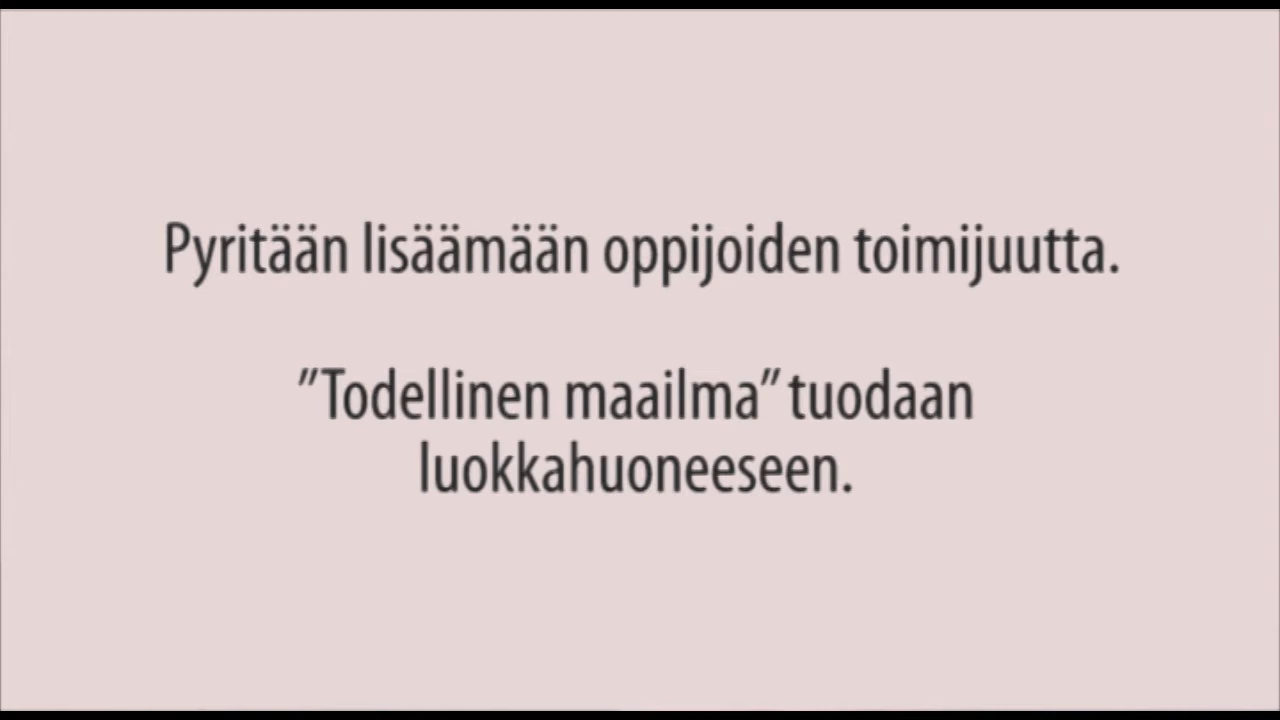 Pyritään lisäämään oppijoiden toimijuutta.
”Todellinen maailma” tuodaan
luokkahuoneeseen.